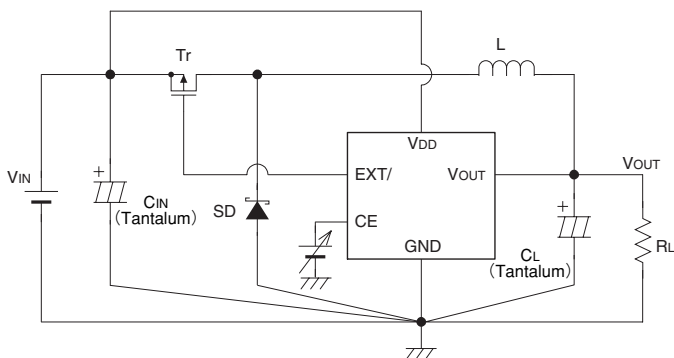 Tr
L
VDD
EXT/
VOUT
VOUT
VIN
+
CIN
(Tantalum)
SD
CE
GND
+
CL
(Tantalum)
RL